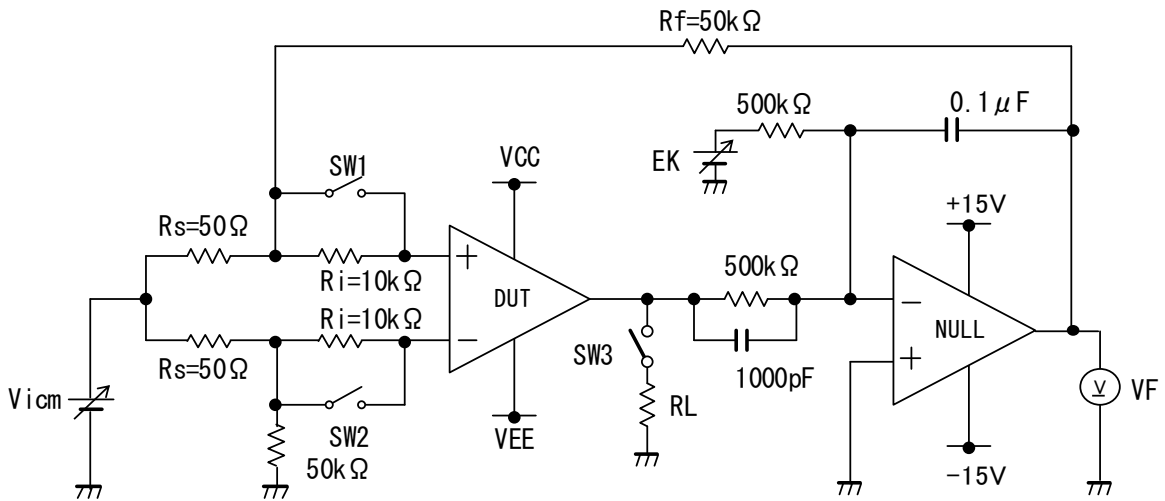 Rf=50kΩ
500kΩ
0.1μF
EK
SW1
VCC
+15V
Rs=50Ω
Ri=10kΩ
+
DUT
500kΩ
−
NULL
Ri=10kΩ
−
SW3
+
Rs=50Ω
1000pF
V
VF
Vicm
RL
SW2
VEE
50kΩ
−15V